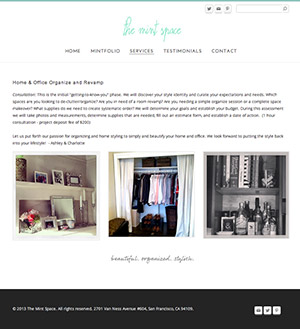 the mint space
HOME MINTFOLIO SERVICES TESTIMONIALS CONTACT
Home & Office Organize and Revamp
Consultation: This is the initial "getting-to-know-you" phase. We will discover your style identity and curate your expectations and needs. Which
spaces are you looking to de-clutter/organize? Are you in need of a room revamp? Are you needing a simple organize session or a complete space
makeover? What supplies do we need to create systematic order? We will determine your goals and establish your budget. During this assessment
we will take photos and measurements, determine supplies that are needed, fill out an estimate form, and establish a date of action. (1 hour
consultation - project deposit fee of $200)
Let us put forth our passion for organizing and home styling to simply and beautify your home and office. We look forward to putting the style back
into your lifestyle! - Ashley & Charlette
beautiful. organized. stylish.
© 2013 The Mint Space. All rights reserved. 2701 Van Ness Avenue #604, San Francisco, CA 94109.